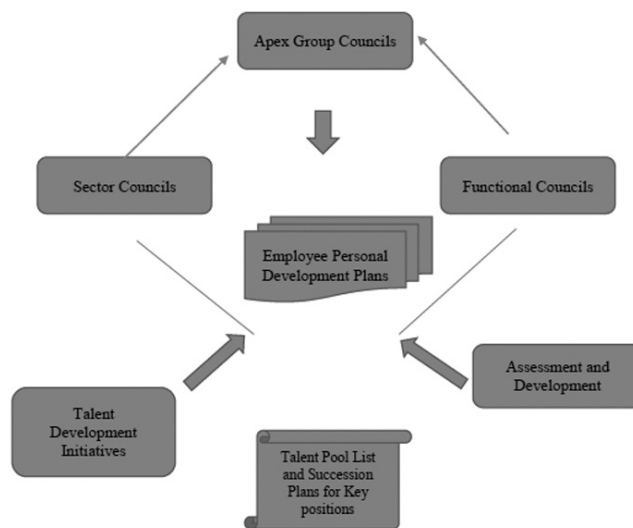 Apex Group Councils
Sector Councils
Functional Councils
Employee Personal
Development Plans
Assessment and
Development
Talent
Development
Initiatives
Talent Pool List
and Succession
Plans for Key
positions